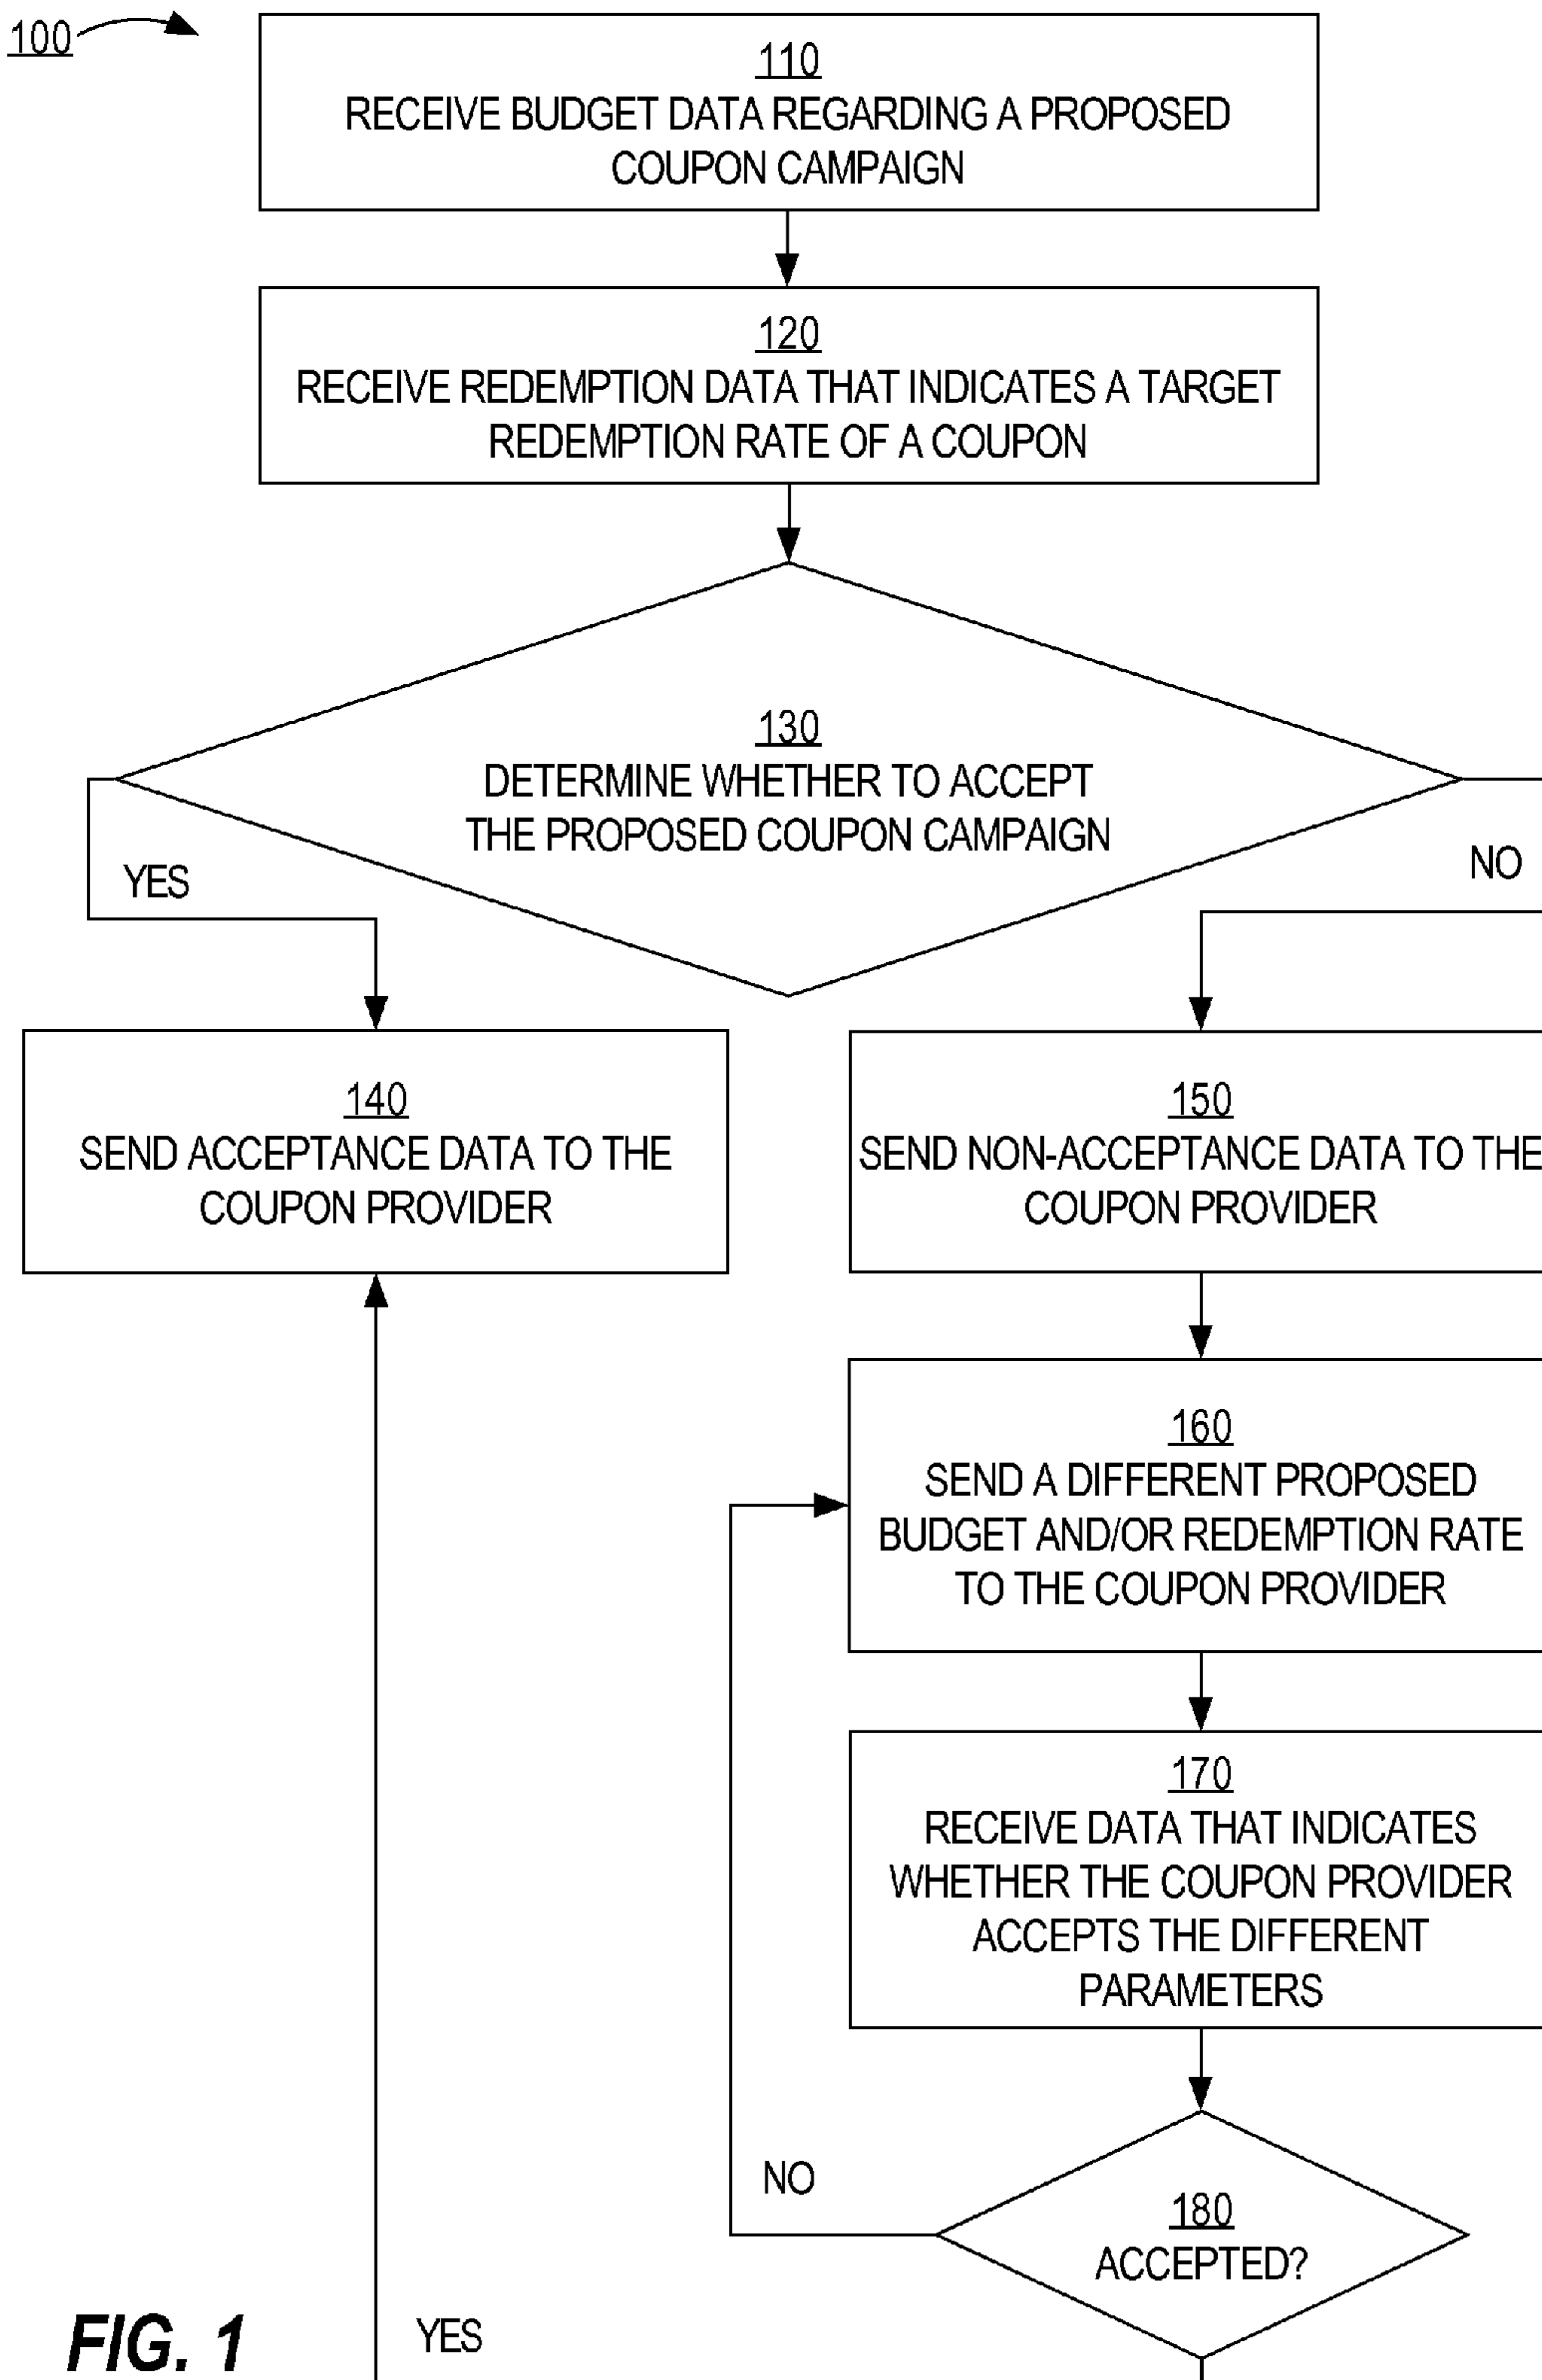 100
110
RECEIVE BUDGET DATA REGARDING A PROPOSED
COUPON CAMPAIGN
120
RECEIVE REDEMPTION DATA THAT INDICATES A TARGET
REDEMPTION RATE OF A COUPON
130
DETERMINE WHETHER TO ACCEPT
THE PROPOSED COUPON CAMPAIGN
YES
NO
140
SEND ACCEPTANCE DATA TO THE
COUPON PROVIDER
150
SEND NON-ACCEPTANCE DATA TO THE
COUPON PROVIDER
160
SEND A DIFFERENT PROPOSED
BUDGET AND/OR REDEMPTION RATE
TO THE COUPON PROVIDER
170
RECEIVE DATA THAT INDICATES
WHETHER THE COUPON PROVIDER
ACCEPTS THE DIFFERENT
PARAMETERS
NO
180
ACCEPTED?
YES
FIG. 1